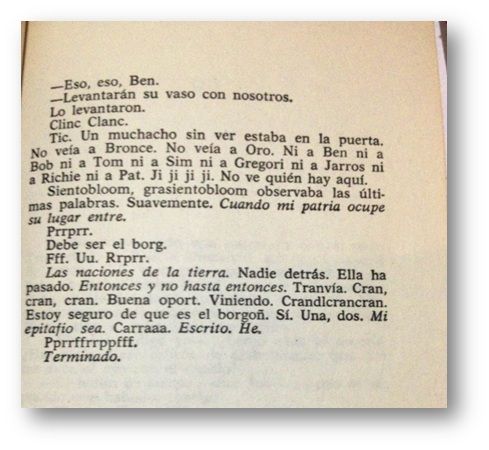 —Eso, eso, Ben.
—Levantarán su vaso con nosotros.
Lo levantaron.
Clinc Clanc.
Tic. Un muchacho sin ver estaba en la puerta.
No veía a Bronce. No veía a Oro. Ni a Ben ni a
Bob ni a Tom ni a Sim ni a Gregori ni a Jarros ni
a Richie ni a Pat. Ji ji ji ji. No ve quién hay aquí.
Sientobloom, grasientobloom observaba las últi-
mas palabras. Suavemente. Cuando mi patria ocupe
su lugar entre.
Prrprr.
Debe ser el borg.
Fff. Uu. Rrprr.
Las naciones de la tierra. Nadie detrás. Ella ha
pasado. Entonces y no hasta entonces. Tranvía. Cran,
cran, cran. Buena oport. Viniendo. Crandlcrancran.
Estoy seguro de que es el borgoñ. Sí. Una, dos. Mi
epitafio sea. Carraaa. Escrito. He.
Pprrffrrppfff.
Terminado.